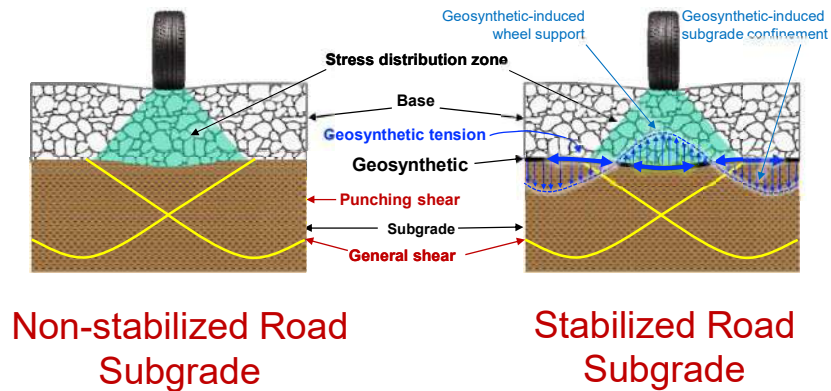 Geosynthetic-induced
wheel support
Geosynthetic-induced
subgrade confinement
Stress distribution zone
Base
Geosynthetic tension
Geosynthetic
Punching shear
Subgrade
General shear
Non-stabilized Road
Subgrade
Stabilized Road
Subgrade